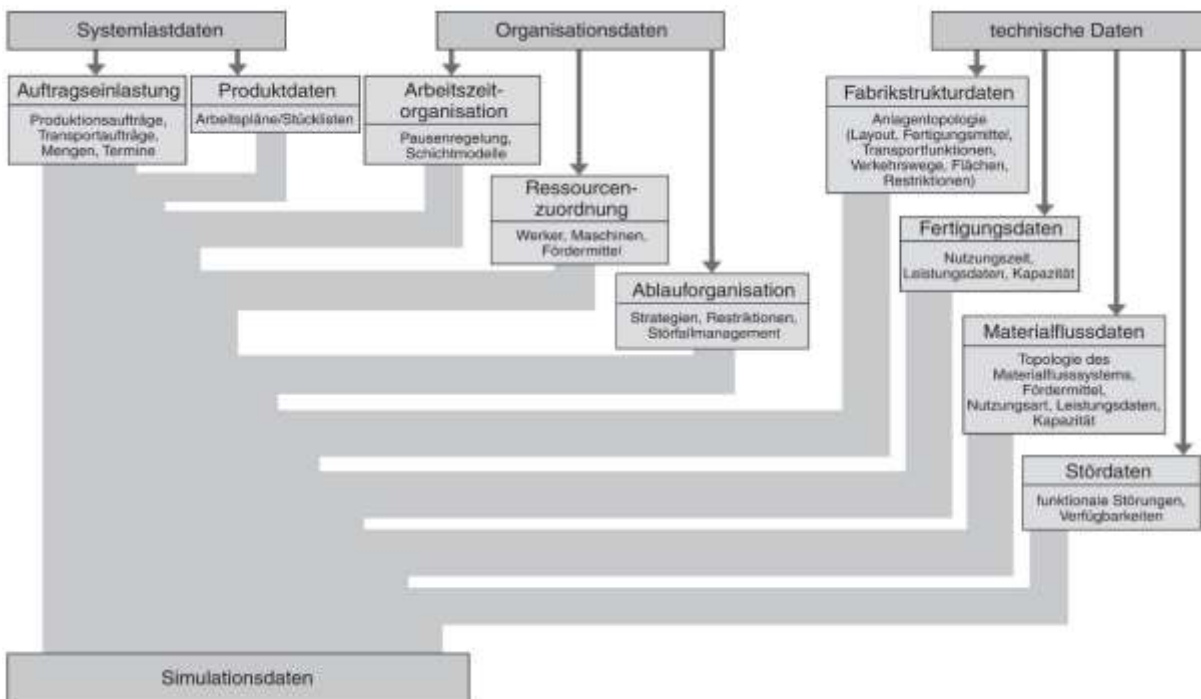 Systemlastdaten
Organisationsdaten
technische Daten
Auftragseinlastung
Produktionsaufträge,
Transportaufträge,
Mengen, Termine
Produktdaten
Arbeitspläne/Stücklisten
Arbeitszeit-
organisation
Pausenregelung,
Schichtmodelle
Ressourcen-
zuordnung
Werker, Maschinen,
Fördermittel
Ablauforganisation
Strategien, Restriktionen,
Störfallmanagement
Fabrikstrukturdaten
Anlagentopologie
(Layout, Fertigungsmittel,
Transportfunktionen,
Verkehrswege, Flächen,
Restriktionen)
Fertigungsdaten
Nutzungszeit,
Leistungsdaten, Kapazität
Materialflussdaten
Topologie des
Materialflusssystems,
Fördermittel,
Nutzungsart, Leistungsdaten,
Kapazität
Stördaten
funktionale Störungen,
Verfügbarkeiten
Simulationsdaten